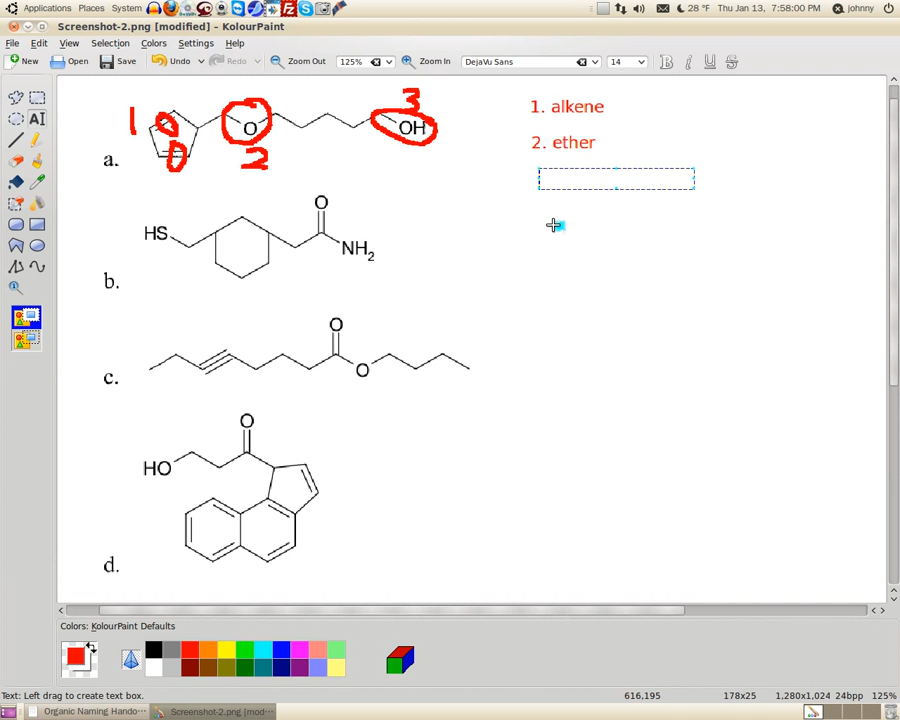 Applications Places System 28 °F Thu Jan 13, 7:58:00 PM johnny
Screenshot-2.png [modified] - KolourPaint
File Edit View Selection Colors Settings Help
New Open Save Undo Redo Zoom Out 125% Zoom In DejaVu Sans 14 B I U S
1 2 3
O OH
a.
1. alkene
2. ether
HS O NH2
b.
O O
c.
O HO
d.
Colors: KolourPaint Defaults
Text: Left drag to create text box. 616,195 178x25 1,280x1,024 24bpp 125%
Organic Naming Hando··· Screenshot-2.png [mod···